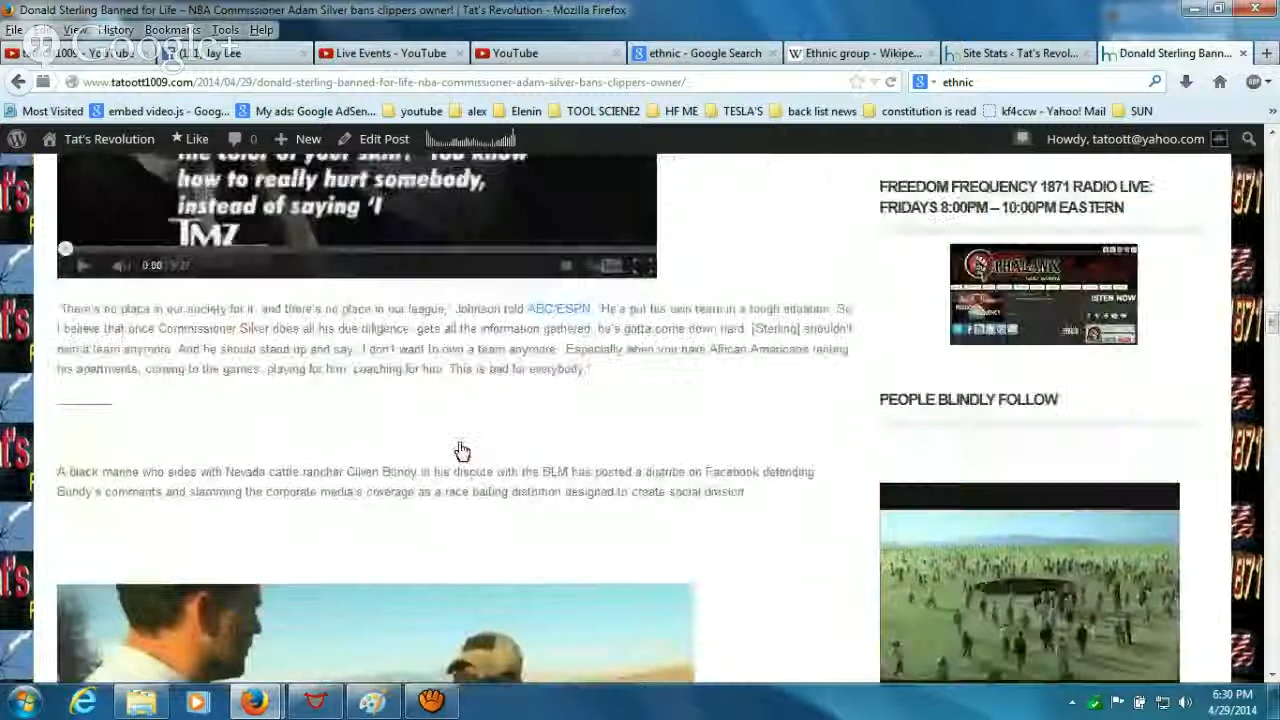 Donald Sterling Banned for Life – NBA Commissioner Adam Silver bans clippers owner! | Tat's Revolution - Mozilla Firefox
File Edit View History Bookmarks Tools Help
Google+
1009 - YouTube
Jay Lee
Live Events - YouTube
YouTube
ethnic - Google Search
Ethnic group - Wikipe...
Site Stats - Tat's Revol...
Donald Sterling Bann...
www.tatoott1009.com/2014/04/29/donald-sterling-banned-for-life-nba-commissioner-adam-silver-bans-clippers-owner/
ethnic
Most Visited embed video.js - Goog... My ads: Google AdSen... youtube alex Elenin TOOL SCIENE2 HF ME TESLA'S back list news constitution is read kf4ccw - Yahoo! Mail SUN
Tat's Revolution Like 0 New Edit Post Howdy, tatoott@yahoo.com
the color of your skin? You know
how to really hurt somebody,
instead of saying 'I
TMZ
0:00
FREEDOM FREQUENCY 1871 RADIO LIVE:
FRIDAYS 8:00PM – 10:00PM EASTERN
PHALANX
LISTEN NOW
"There's no place in our society for it, and there's no place in our league," Johnson told ABC/ESPN. "He's put his own team in a tough situation. So
I believe that once Commissioner Silver does all his due diligence, gets all the information gathered, he's gotta come down hard. [Sterling] shouldn't
own a team anymore. And he should stand up and say, 'I don't want to own a team anymore.' Especially when you have African Americans renting
his apartments, coming to the games, playing for him, coaching for him. This is bad for everybody."
PEOPLE BLINDLY FOLLOW
A black marine who sides with Nevada cattle rancher Cliven Bundy in his dispute with the BLM has posted a diatribe on Facebook defending
Bundy's comments and slamming the corporate media's coverage as a race baiting distortion designed to create social division
t's
1871
6:30 PM
4/29/2014